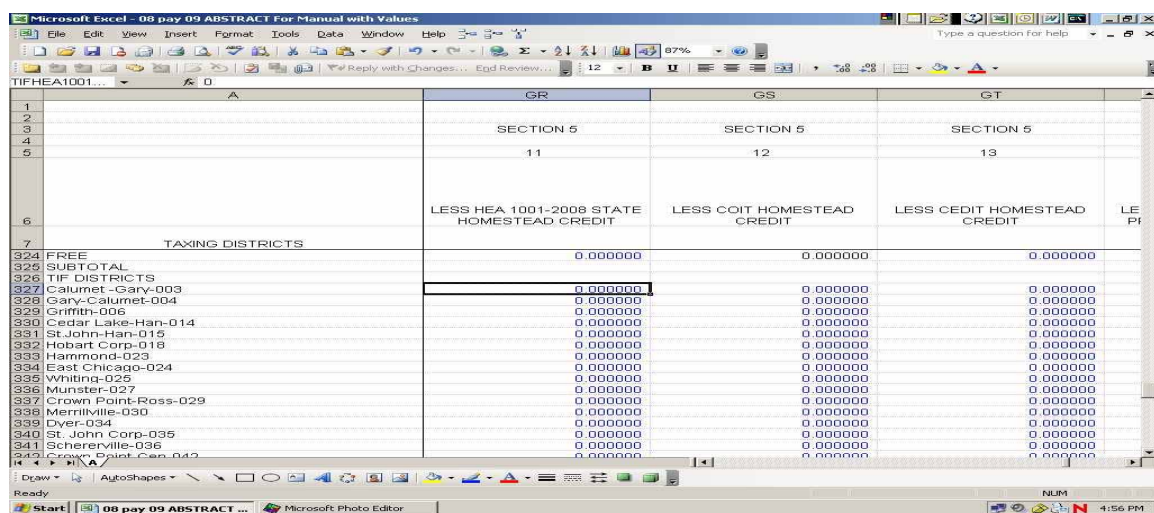 Microsoft Excel - 08 pay 09 ABSTRACT For Manual with Values
File Edit View Insert Format Tools Data Window Help Type a question for help
87%
Reply with Changes... End Review... 12 B U
TIFHEA1001... fx 0
A GR GS GT
1
2
3 SECTION 5 SECTION 5 SECTION 5
4
5 11 12 13
LESS HEA 1001-2008 STATE LESS COIT HOMESTEAD LESS CEDIT HOMESTEAD LE
6 HOMESTEAD CREDIT CREDIT CREDIT
7 TAXING DISTRICTS
324 FREE 0.000000 0.000000 0.000000
325 SUBTOTAL
326 TIF DISTRICTS
327 Calumet -Gary-003 0.000000 0.000000 0.000000
328 Gary-Calumet-004 0.000000 0.000000 0.000000
329 Griffith-006 0.000000 0.000000 0.000000
330 Cedar Lake-Han-014 0.000000 0.000000 0.000000
331 St.John-Han-015 0.000000 0.000000 0.000000
332 Hobart Corp-018 0.000000 0.000000 0.000000
333 Hammond-023 0.000000 0.000000 0.000000
334 East Chicago-024 0.000000 0.000000 0.000000
335 Whiting-025 0.000000 0.000000 0.000000
336 Munster-027 0.000000 0.000000 0.000000
337 Crown Point-Ross-029 0.000000 0.000000 0.000000
338 Merrillville-030 0.000000 0.000000 0.000000
339 Dyer-034 0.000000 0.000000 0.000000
340 St. John Corp-035 0.000000 0.000000 0.000000
341 Schererville-036 0.000000 0.000000 0.000000
342 Crown Point Cen-042 0.000000 0.000000 0.000000
A
Draw AutoShapes
Ready NUM
Start 08 pay 09 ABSTRACT ... Microsoft Photo Editor 4:56 PM